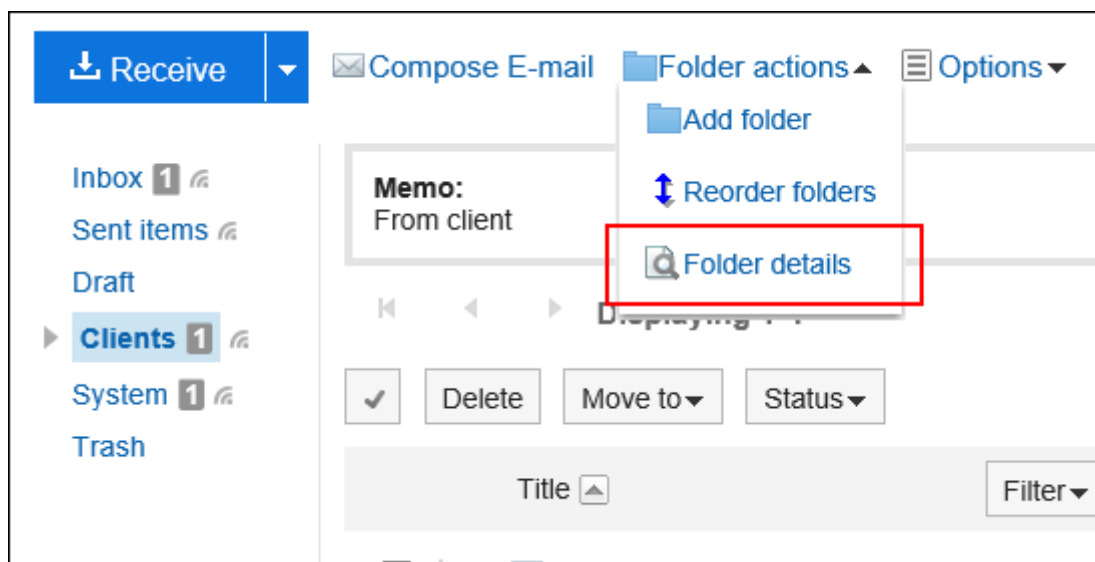 Receive Compose E-mail Folder actions Options
Add folder
Inbox 1
Memo:
Reorder folders
From client
Sent items
Folder details
Draft
Clients 1
System 1
Delete Move to Status
Trash
Title Filter